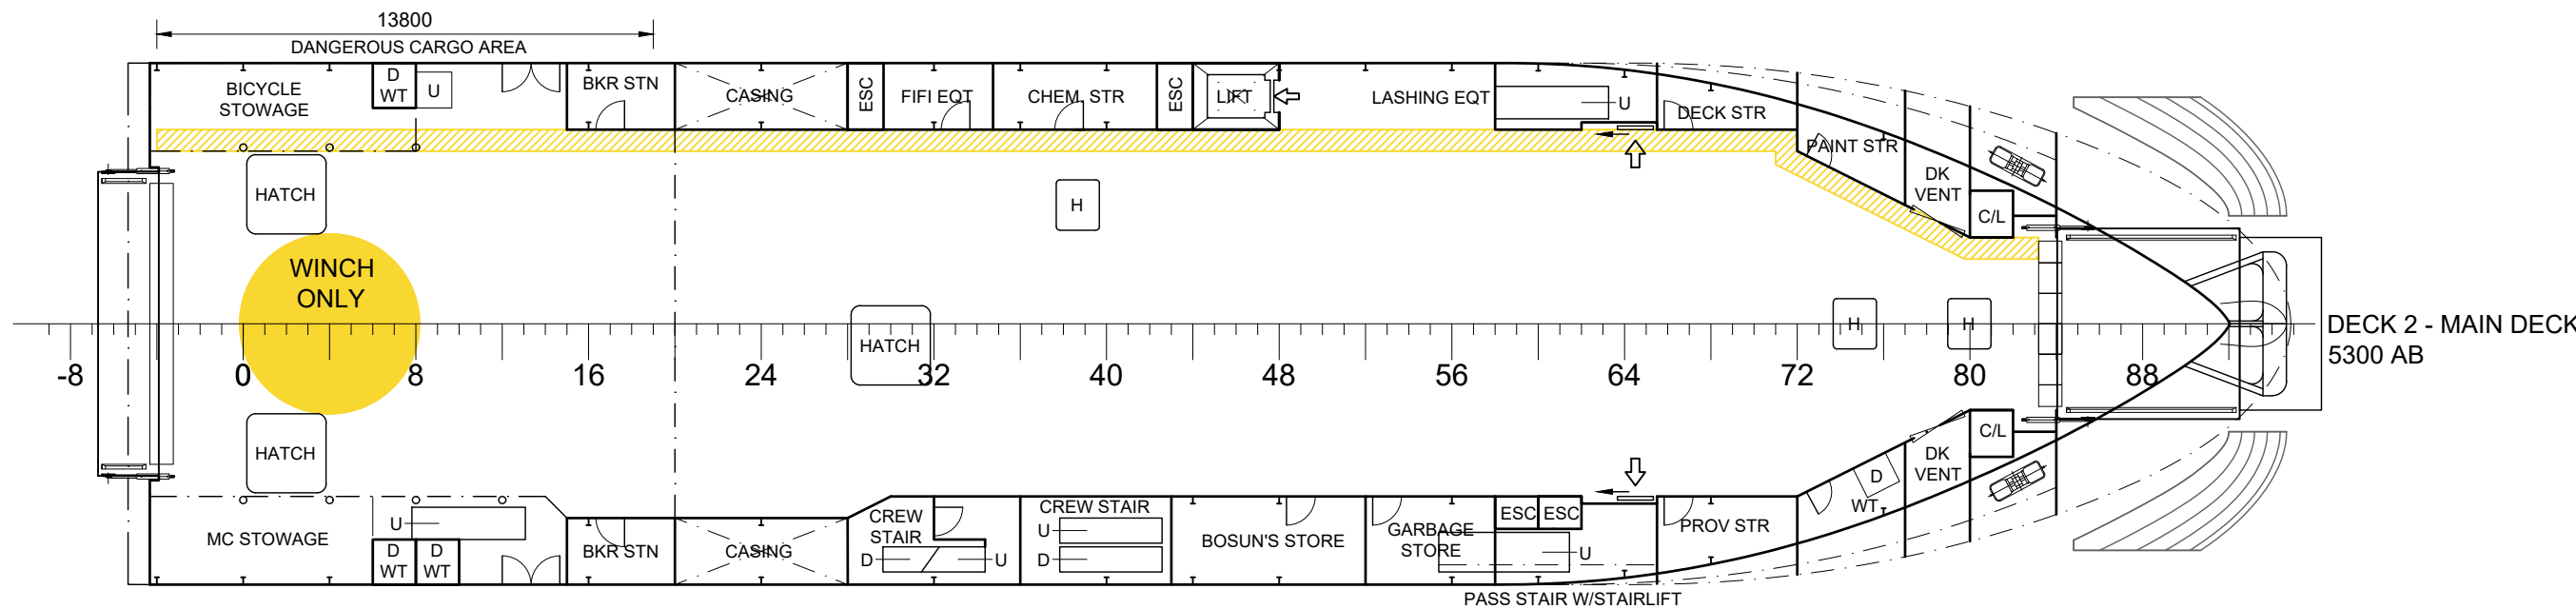 13800
DANGEROUS CARGO AREA
BICYCLE
STOWAGE
D
WT
U
BKR STN
CASING
ESC
FIFI EQT
CHEM. STR
ESC
LIFT
LASHING EQT
U
DECK STR
PAINT STR
DK
VENT
C/L
HATCH
H
WINCH
ONLY
HATCH
H
H
DECK 2 - MAIN DECK
5300 AB
-8
0
8
16
24
32
40
48
56
64
72
80
88
HATCH
C/L
DK
VENT
D
WT
MC STOWAGE
U
D
WT
D
WT
BKR STN
CASING
CREW
STAIR
D
U
CREW STAIR
U
D
BOSUN'S STORE
GARBAGE
STORE
ESC
ESC
U
PROV STR
PASS STAIR W/STAIRLIFT